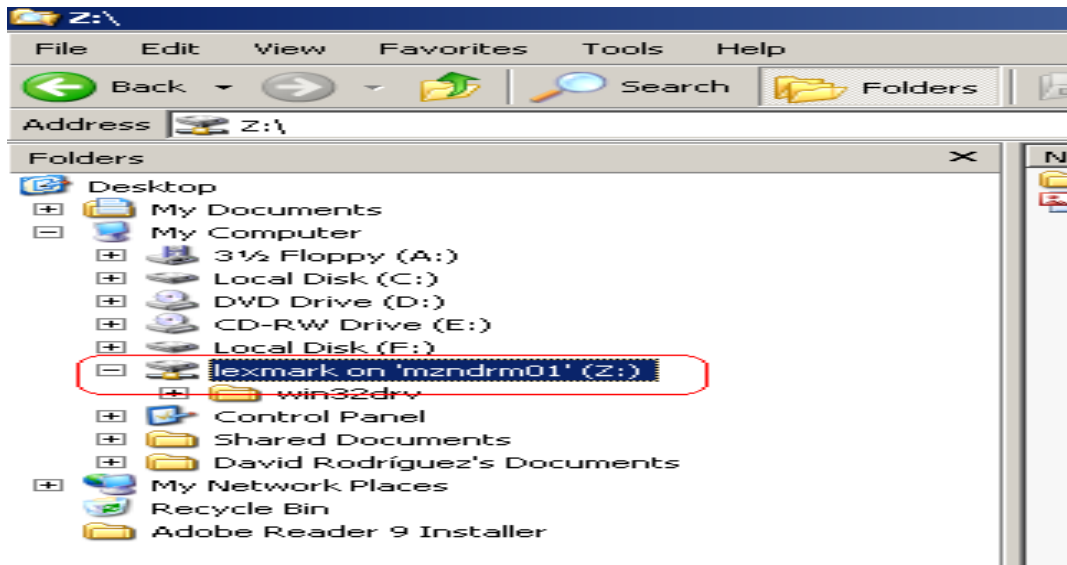 Z:\
File Edit View Favorites Tools Help
Back Search Folders
Address Z:\
Folders
Desktop
My Documents
My Computer
3½ Floppy (A:)
Local Disk (C:)
DVD Drive (D:)
CD-RW Drive (E:)
Local Disk (F:)
lexmark on 'mzndrm01' (Z:)
win32drv
Control Panel
Shared Documents
David Rodríguez's Documents
My Network Places
Recycle Bin
Adobe Reader 9 Installer